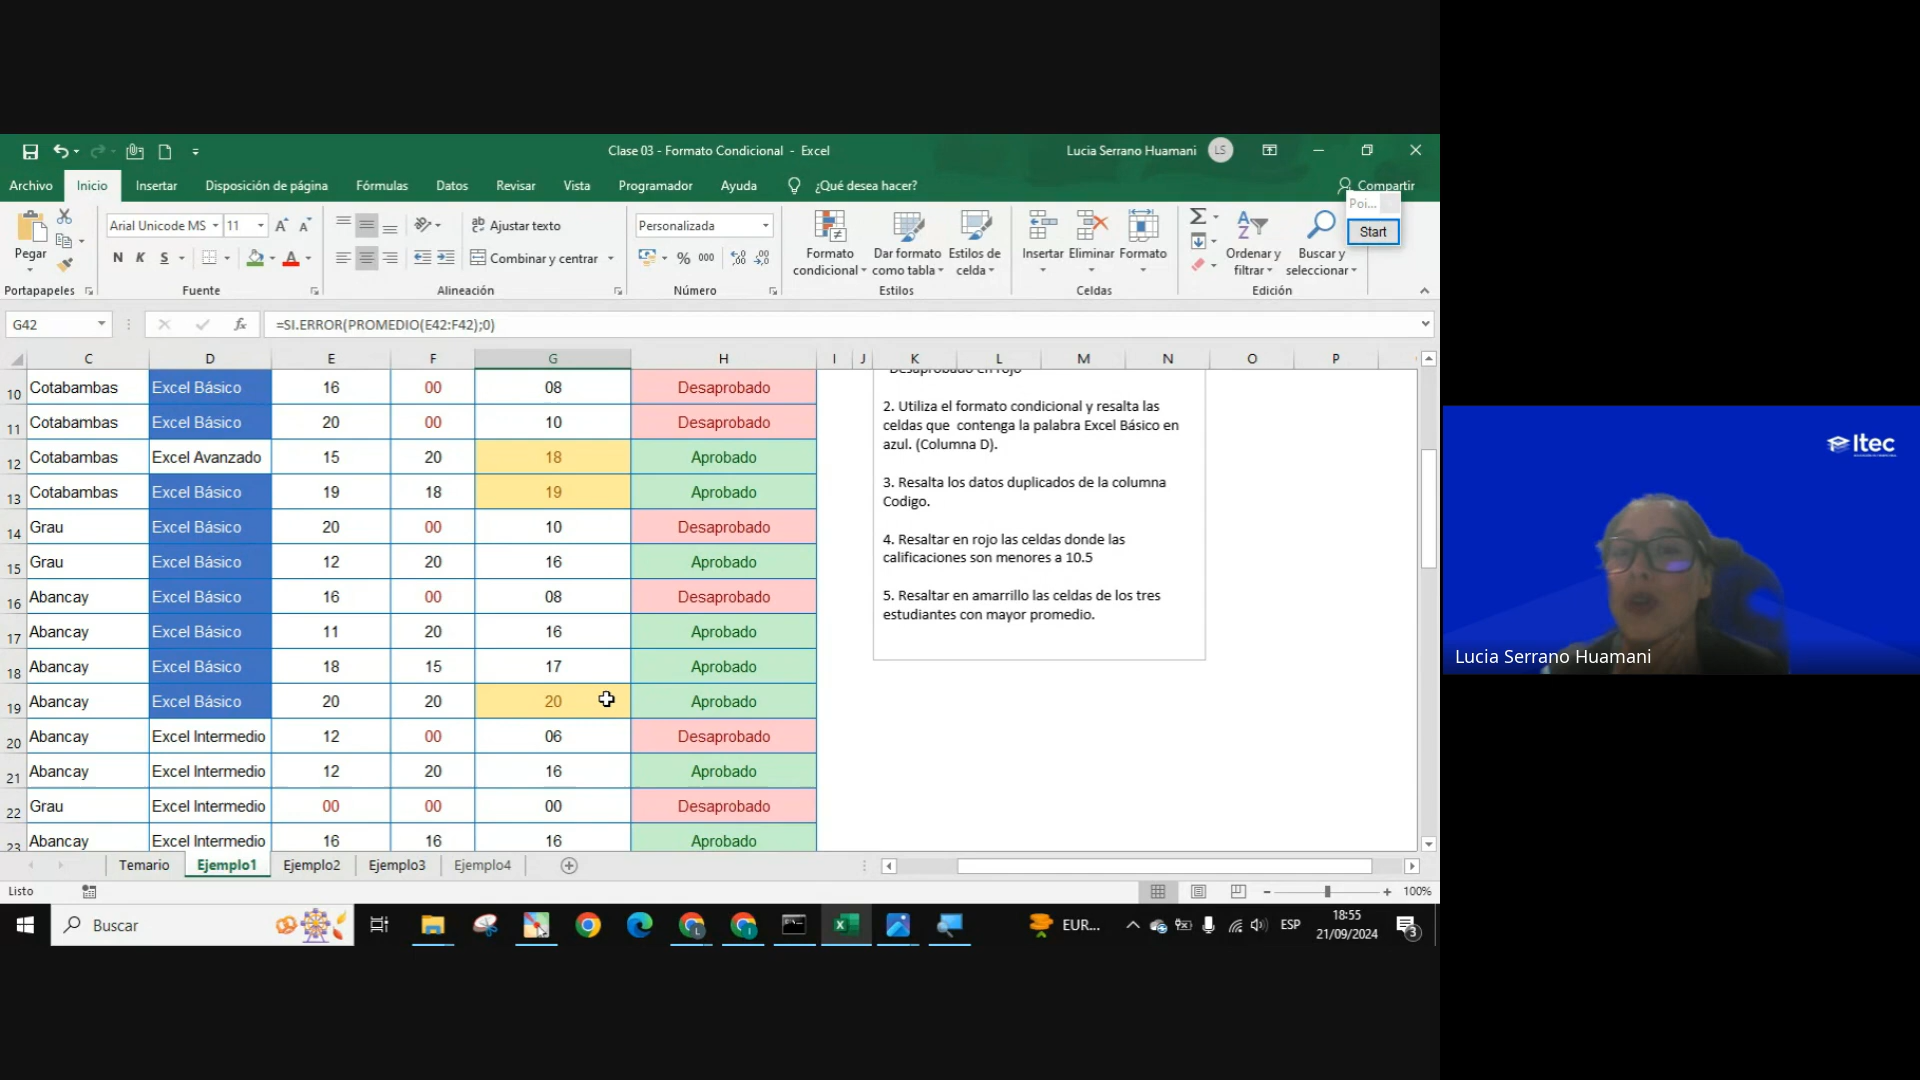 Clase 03 - Formato Condicional - Excel
Lucia Serrano Huamani
LS
Archivo Inicio Insertar Disposición de página Fórmulas Datos Revisar Vista Programador Ayuda ¿Qué desea hacer? Compartir
Poi...
Start
Pegar
Portapapeles
Arial Unicode MS 11
N K S
Fuente
Ajustar texto
Combinar y centrar
Alineación
Personalizada
% 000
Número
Formato condicional
Dar formato como tabla
Estilos de celda
Estilos
Insertar Eliminar Formato
Celdas
Ordenar y filtrar
Buscar y seleccionar
Edición
G42
fx
=SI.ERROR(PROMEDIO(E42:F42);0)
C D E F G H I J K L M N O P
10 Cotabambas Excel Básico 16 00 08 Desaprobado
11 Cotabambas Excel Básico 20 00 10 Desaprobado
12 Cotabambas Excel Avanzado 15 20 18 Aprobado
13 Cotabambas Excel Básico 19 18 19 Aprobado
14 Grau Excel Básico 20 00 10 Desaprobado
15 Grau Excel Básico 12 20 16 Aprobado
16 Abancay Excel Básico 16 00 08 Desaprobado
17 Abancay Excel Básico 11 20 16 Aprobado
18 Abancay Excel Básico 18 15 17 Aprobado
19 Abancay Excel Básico 20 20 20 Aprobado
20 Abancay Excel Intermedio 12 00 06 Desaprobado
21 Abancay Excel Intermedio 12 20 16 Aprobado
22 Grau Excel Intermedio 00 00 00 Desaprobado
23 Abancay Excel Intermedio 16 16 16 Aprobado
Desaprobado en rojo
2. Utiliza el formato condicional y resalta las
celdas que contenga la palabra Excel Básico en
azul. (Columna D).
3. Resalta los datos duplicados de la columna
Codigo.
4. Resaltar en rojo las celdas donde las
calificaciones son menores a 10.5
5. Resaltar en amarrillo las celdas de los tres
estudiantes con mayor promedio.
Temario Ejemplo1 Ejemplo2 Ejemplo3 Ejemplo4
Listo
100%
Buscar
EUR...
ESP
18:55
21/09/2024
3
Itec
Lucia Serrano Huamani